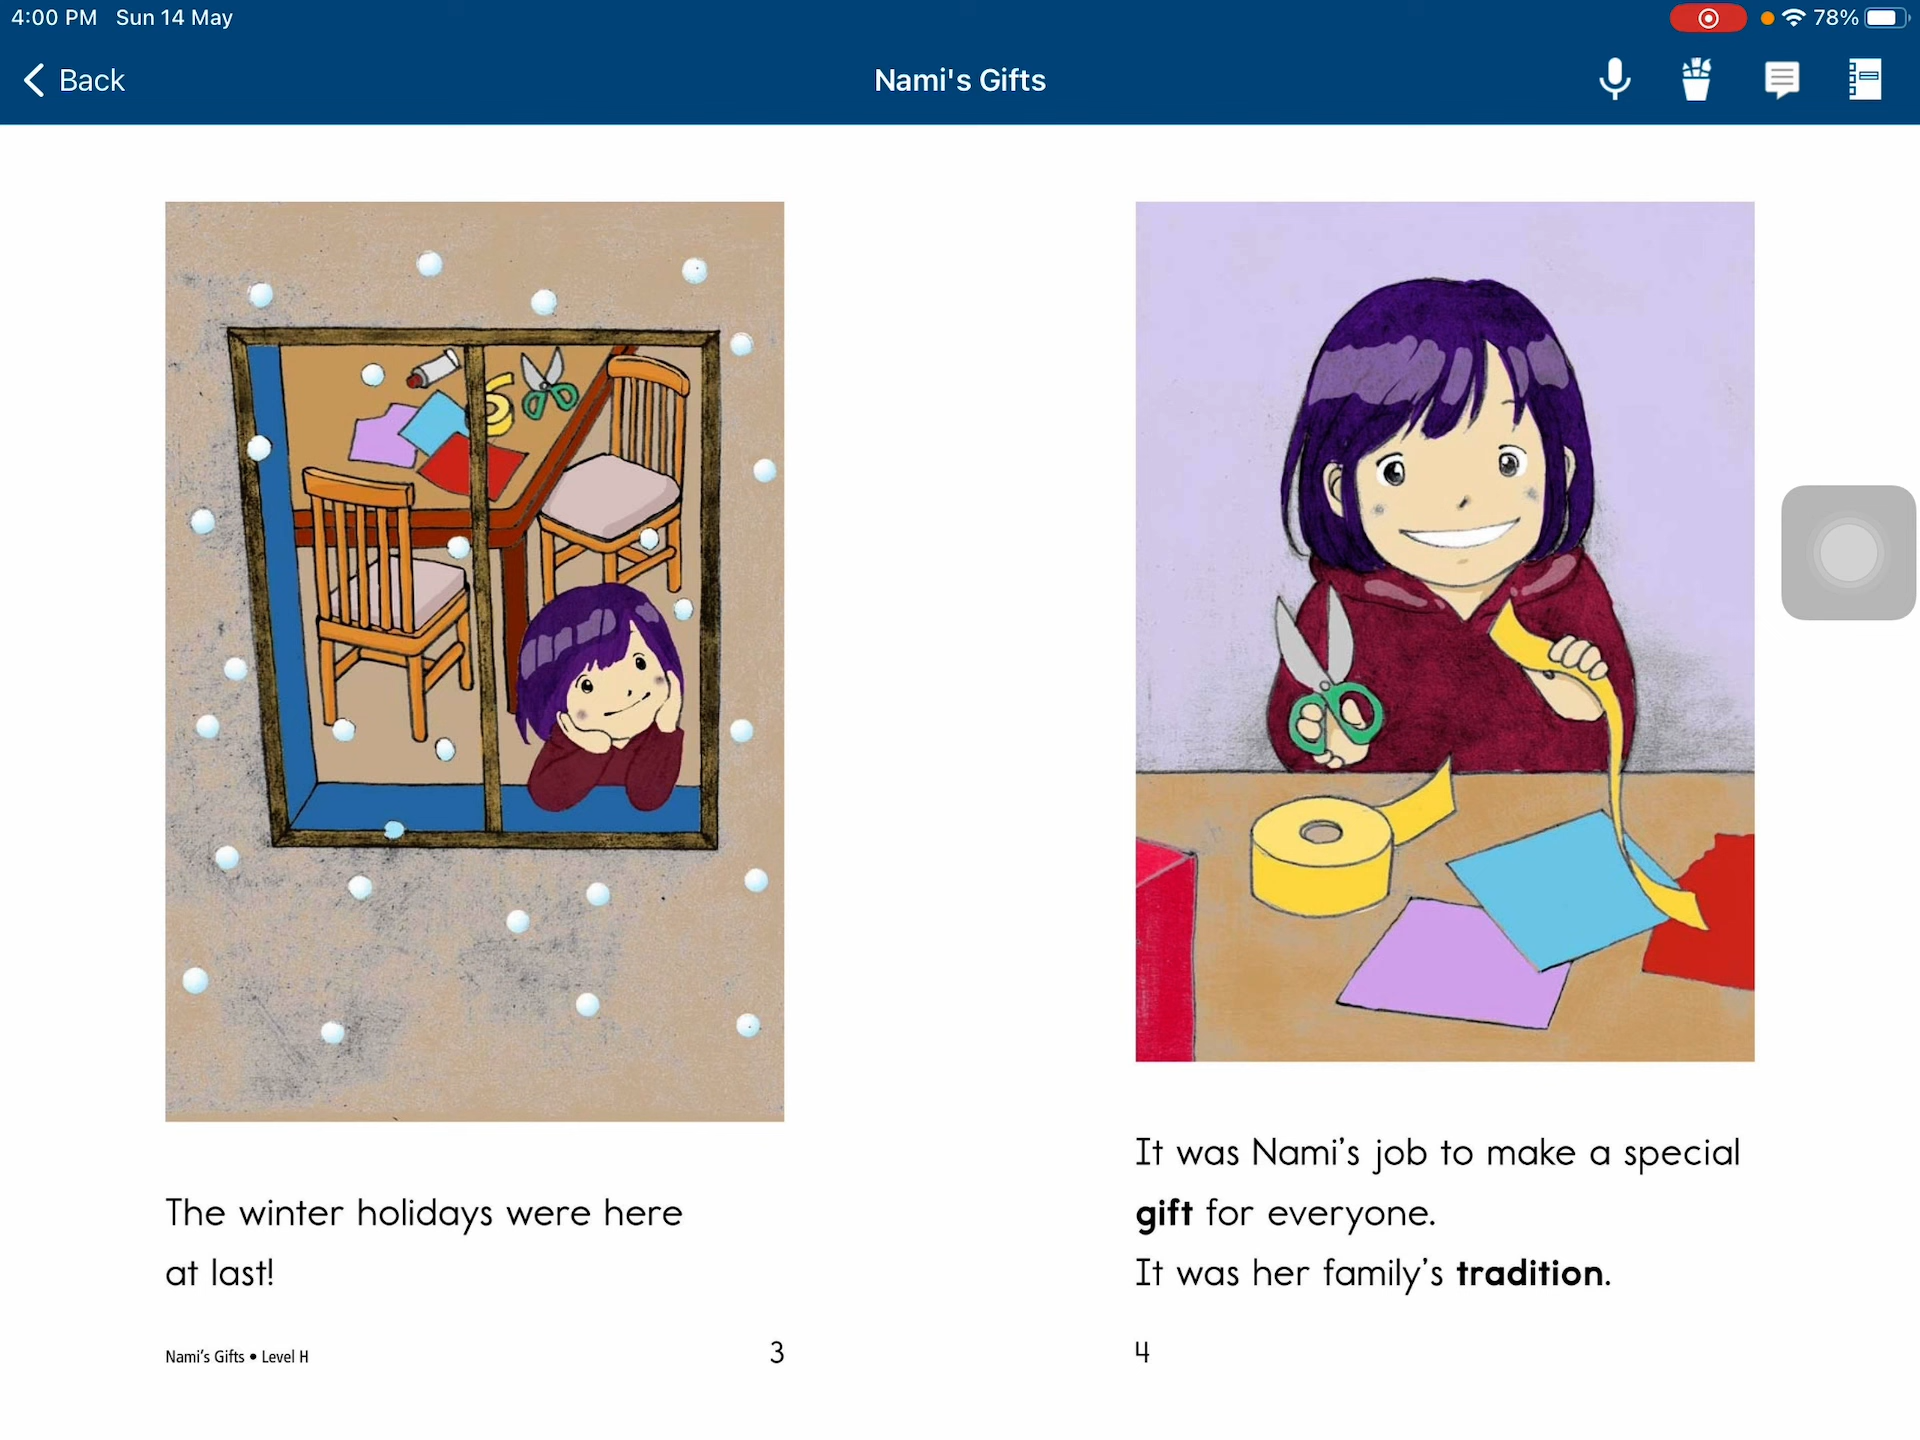 4:00 PM Sun 14 May
78%
Back
Nami's Gifts
The winter holidays were here
at last!
Nami's Gifts • Level H
3
It was Nami's job to make a special
gift for everyone.
It was her family's tradition.
4